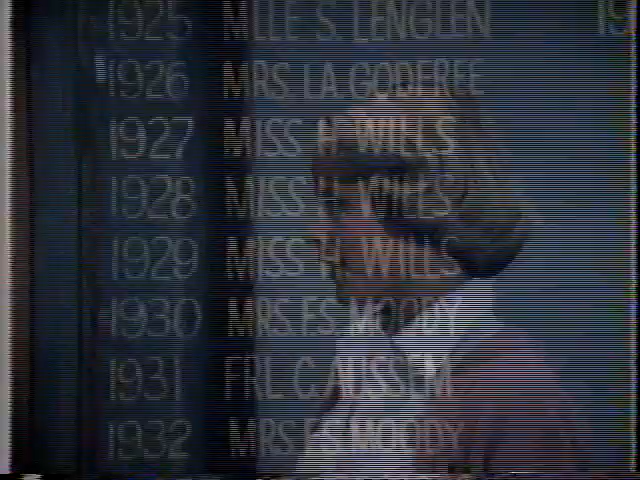 1925 MLLE S. LENGLEN 19
1926 MRS. L.A. GODFREE
1927 MISS H. WILLS
1928 MISS H. WILLS
1929 MISS H. WILLS
1930 MRS. F.S. MOODY
1931 FRL. C. AUSSEM
1932 MRS. F.S. MOODY